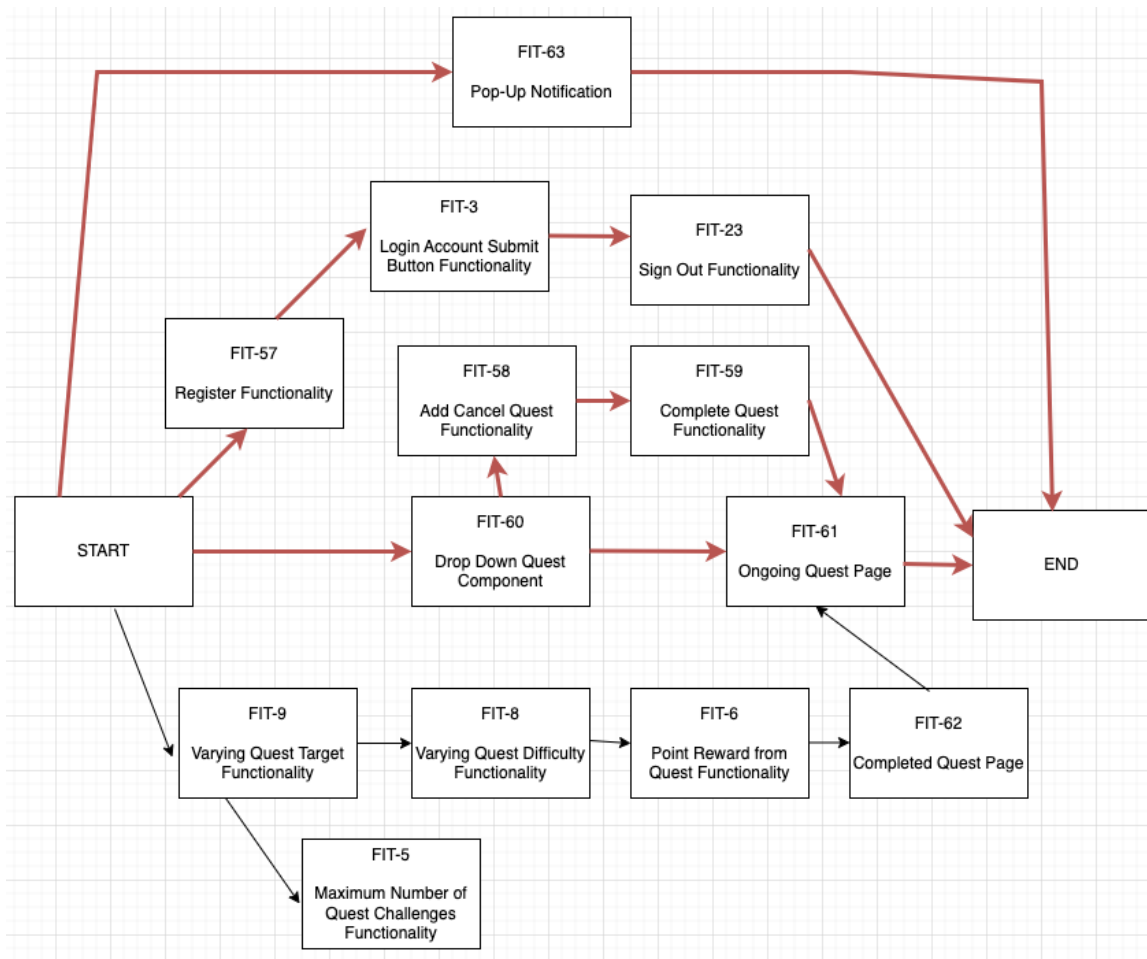 FIT-63
Pop-Up Notification
FIT-3
Login Account Submit
Button Functionality
FIT-23
Sign Out Functionality
FIT-57
Register Functionality
FIT-58
Add Cancel Quest
Functionality
FIT-59
Complete Quest
Functionality
START
FIT-60
Drop Down Quest
Component
FIT-61
Ongoing Quest Page
END
FIT-9
Varying Quest Target
Functionality
FIT-8
Varying Quest Difficulty
Functionality
FIT-6
Point Reward from
Quest Functionality
FIT-62
Completed Quest Page
FIT-5
Maximum Number of
Quest Challenges
Functionality